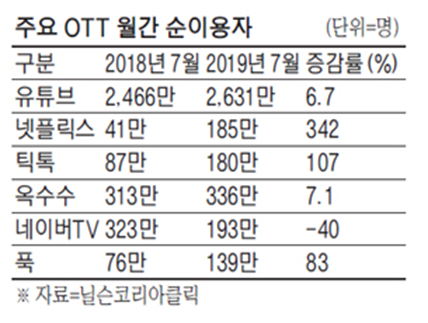 주요 OTT 월간 순이용자 (단위=명)
구분 2018년 7월 2019년 7월 증감률 (%)
유튜브 2.466만 2.631만 6.7
넷플릭스 41만 185만 342
틱톡 87만 180만 107
옥수수 313만 336만 7.1
네이버TV 323만 193만 -40
푹 76만 139만 83
※ 자료=닐슨코리아클릭